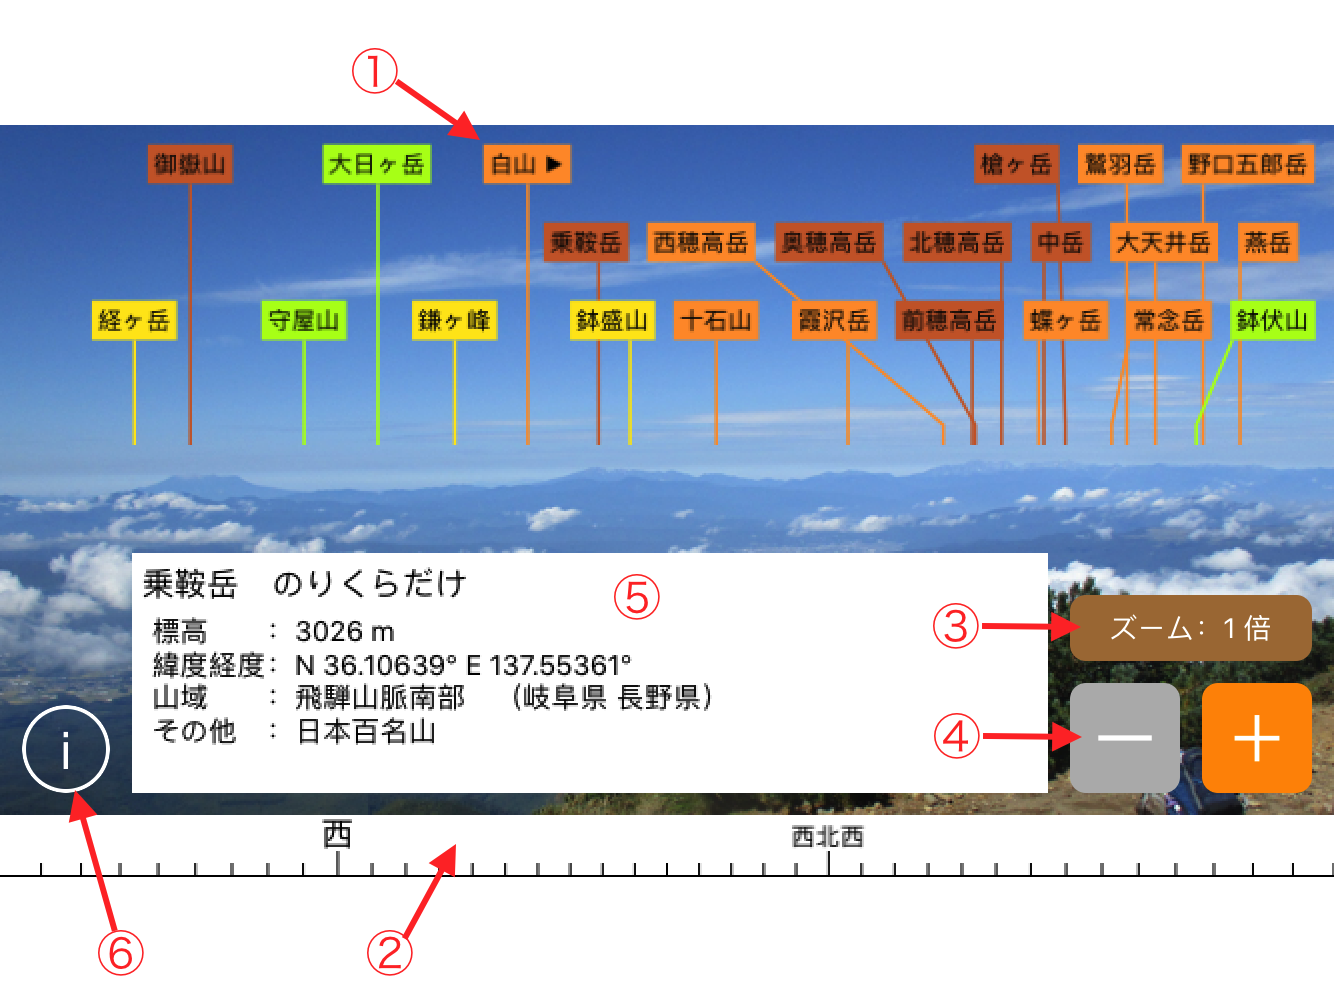 ①
御嶽山 大日ヶ岳 白山 ▶ 槍ヶ岳 鷲羽岳 野口五郎岳
乗鞍岳 西穂高岳 奥穂高岳 北穂高岳 中岳 大天井岳 燕岳
経ヶ岳 守屋山 鎌ヶ峰 鉢盛山 十石山 霞沢岳 前穂高岳 蝶ヶ岳 常念岳 鉢伏山
乗鞍岳 のりくらだけ
⑤
標高 : 3026 m
緯度経度: N 36.10639° E 137.55361°
山域 : 飛騨山脈南部 (岐阜県 長野県)
その他 : 日本百名山
③
ズーム: 1倍
④
— +
i
西 西北西
⑥ ②